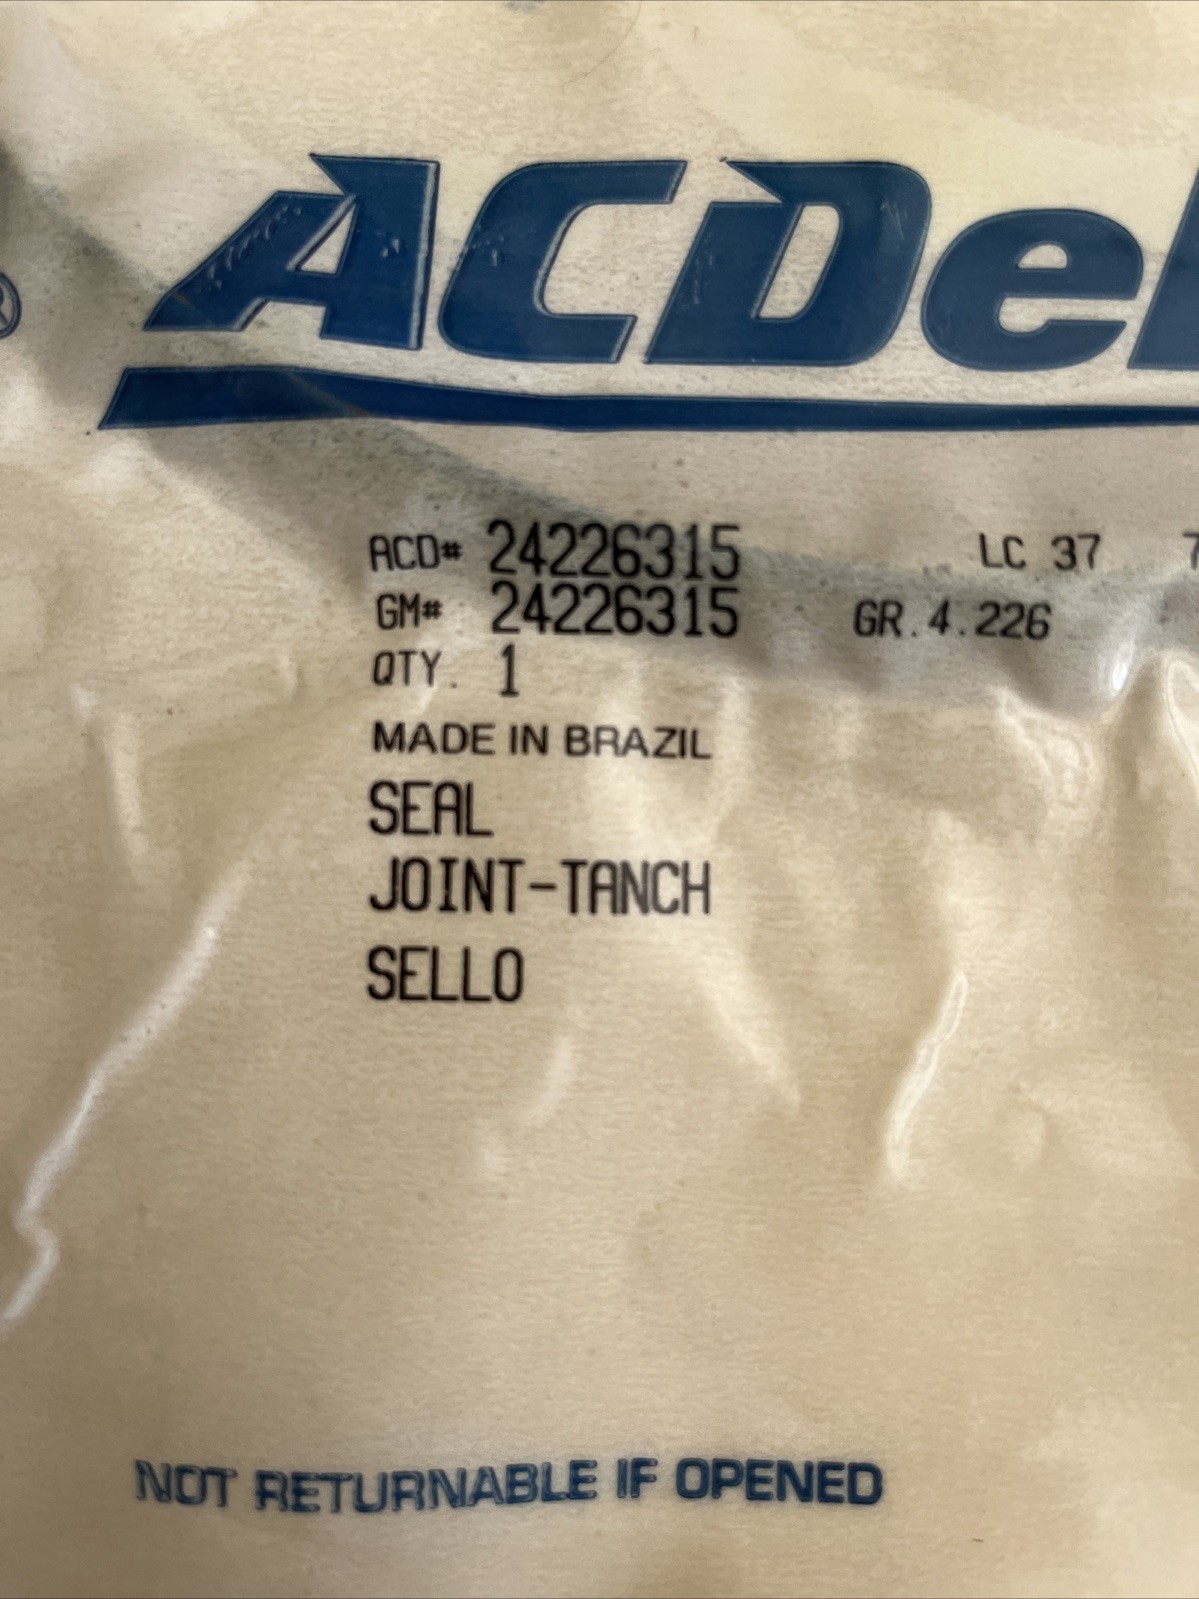 ®
ACDel
ACD# 24226315 LC 37 7
GM# 24226315 GR.4.226
QTY. 1
MADE IN BRAZIL
SEAL
JOINT-TANCH
SELLO
NOT RETURNABLE IF OPENED